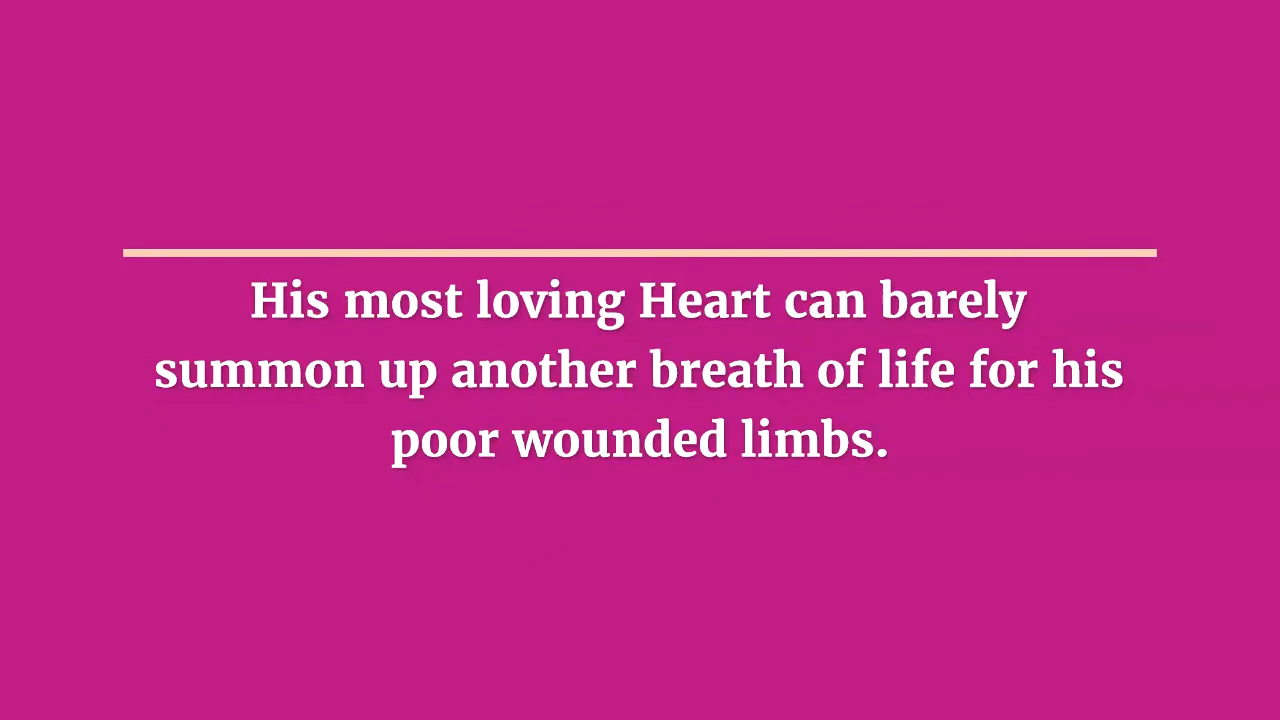 His most loving Heart can barely
summon up another breath of life for his
poor wounded limbs.